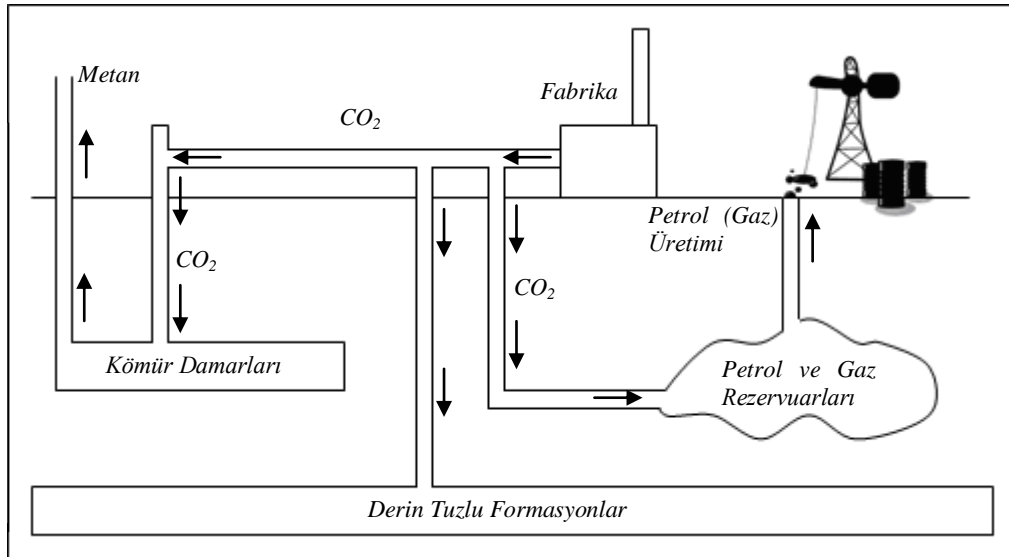 Metan
Fabrika
CO₂
Petrol (Gaz)
Üretimi
CO₂
CO₂
Kömür Damarları
Petrol ve Gaz
Rezervuarları
Derin Tuzlu Formasyonlar